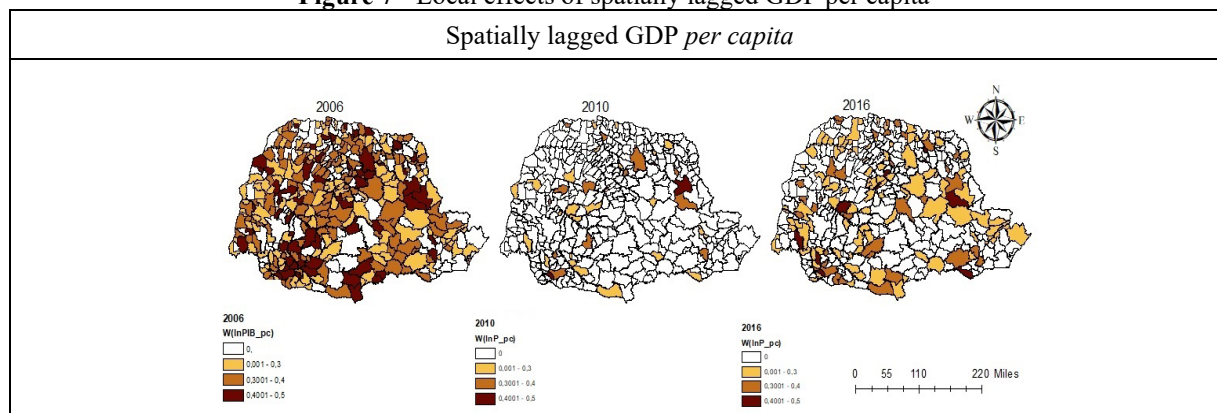 Figure 7 - Local effects of spatially lagged GDP per capita
Spatially lagged GDP per capita
2006
2010
2016
N
W E
S
2006
W(lnPIB_pc)
0,
0,001 - 0,3
0,3001 - 0,4
0,4001 - 0,5
2010
W(lnP_pc)
0
0,001 - 0,3
0,3001 - 0,4
0,4001 - 0,5
2016
W(lnP_pc)
0
0,001 - 0,3
0,3001 - 0,4
0,4001 - 0,5
0 55 110 220 Miles